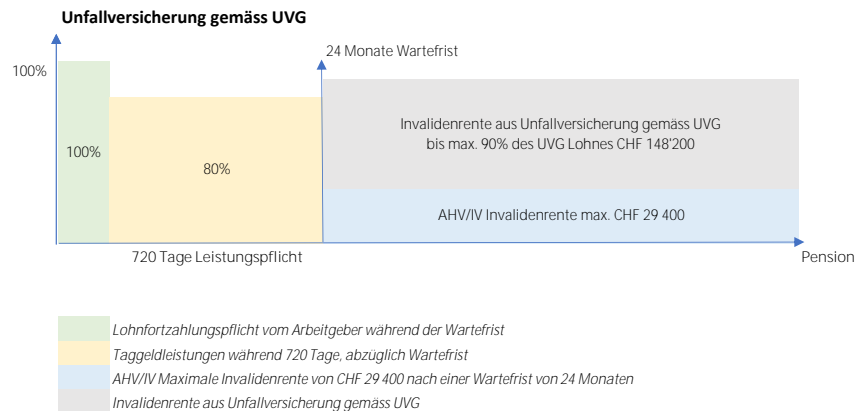 Unfallversicherung gemäss UVG
24 Monate Wartefrist
100%
Invalidenrente aus Unfallversicherung gemäss UVG
bis max. 90% des UVG Lohnes CHF 148'200
100%
80%
AHV/IV Invalidenrente max. CHF 29 400
720 Tage Leistungspflicht
Pension
Lohnfortzahlungspflicht vom Arbeitgeber während der Wartefrist
Taggeldleistungen während 720 Tage, abzüglich Wartefrist
AHV/IV Maximale Invalidenrente von CHF 29 400 nach einer Wartefrist von 24 Monaten
Invalidenrente aus Unfallversicherung gemäss UVG